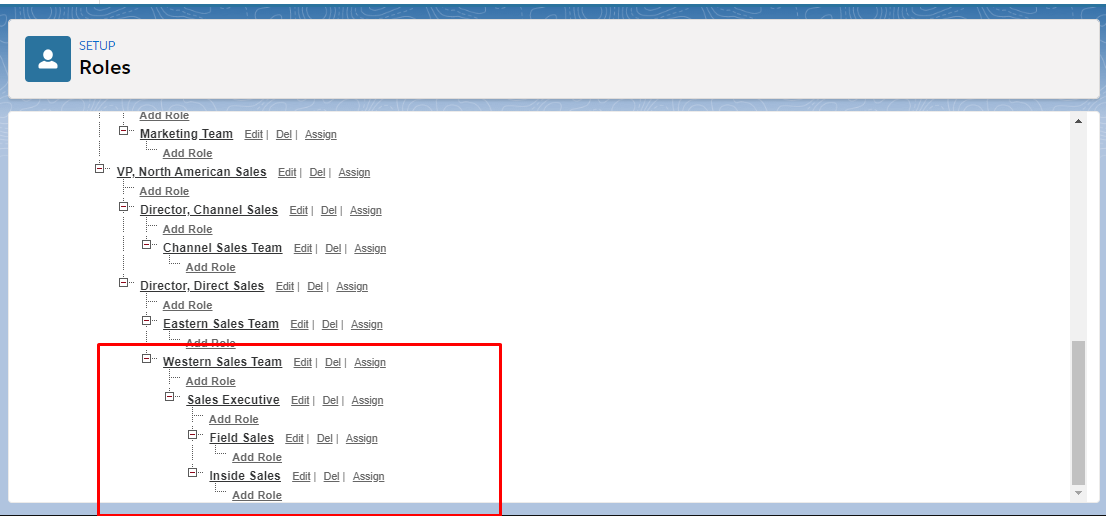 SETUP
Roles
Add Role
Marketing Team Edit | Del | Assign
Add Role
VP, North American Sales Edit | Del | Assign
Add Role
Director, Channel Sales Edit | Del | Assign
Add Role
Channel Sales Team Edit | Del | Assign
Add Role
Director, Direct Sales Edit | Del | Assign
Add Role
Eastern Sales Team Edit | Del | Assign
Add Role
Western Sales Team Edit | Del | Assign
Add Role
Sales Executive Edit | Del | Assign
Add Role
Field Sales Edit | Del | Assign
Add Role
Inside Sales Edit | Del | Assign
Add Role